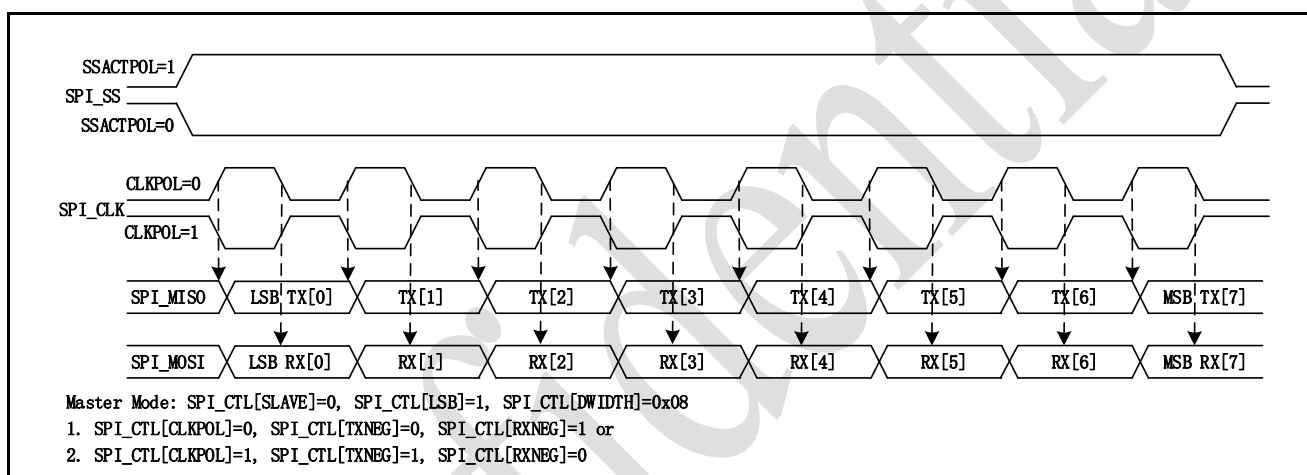 SSACTPOL=1
SPI_SS
SSACTPOL=0
CLKPOL=0
SPI_CLK
CLKPOL=1
SPI_MISO LSB TX[0] TX[1] TX[2] TX[3] TX[4] TX[5] TX[6] MSB TX[7]
SPI_MOSI LSB RX[0] RX[1] RX[2] RX[3] RX[4] RX[5] RX[6] MSB RX[7]
Master Mode: SPI_CTL[SLAVE]=0, SPI_CTL[LSB]=1, SPI_CTL[DWIDTH]=0x08
1. SPI_CTL[CLKPOL]=0, SPI_CTL[TXNEG]=0, SPI_CTL[RXNEG]=1 or
2. SPI_CTL[CLKPOL]=1, SPI_CTL[TXNEG]=1, SPI_CTL[RXNEG]=0